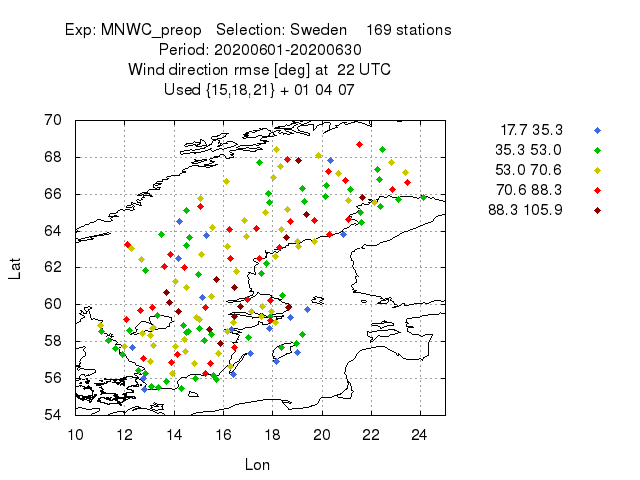 Exp: MNWC_preop   Selection: Sweden    169 stations
Period: 20200601-20200630
Wind direction rmse [deg] at  22 UTC
Used {15,18,21} + 01 04 07
17.7 35.3
35.3 53.0
53.0 70.6
70.6 88.3
88.3 105.9
70
68
66
64
62
60
58
56
54
Lat
10 12 14 16 18 20 22 24
Lon